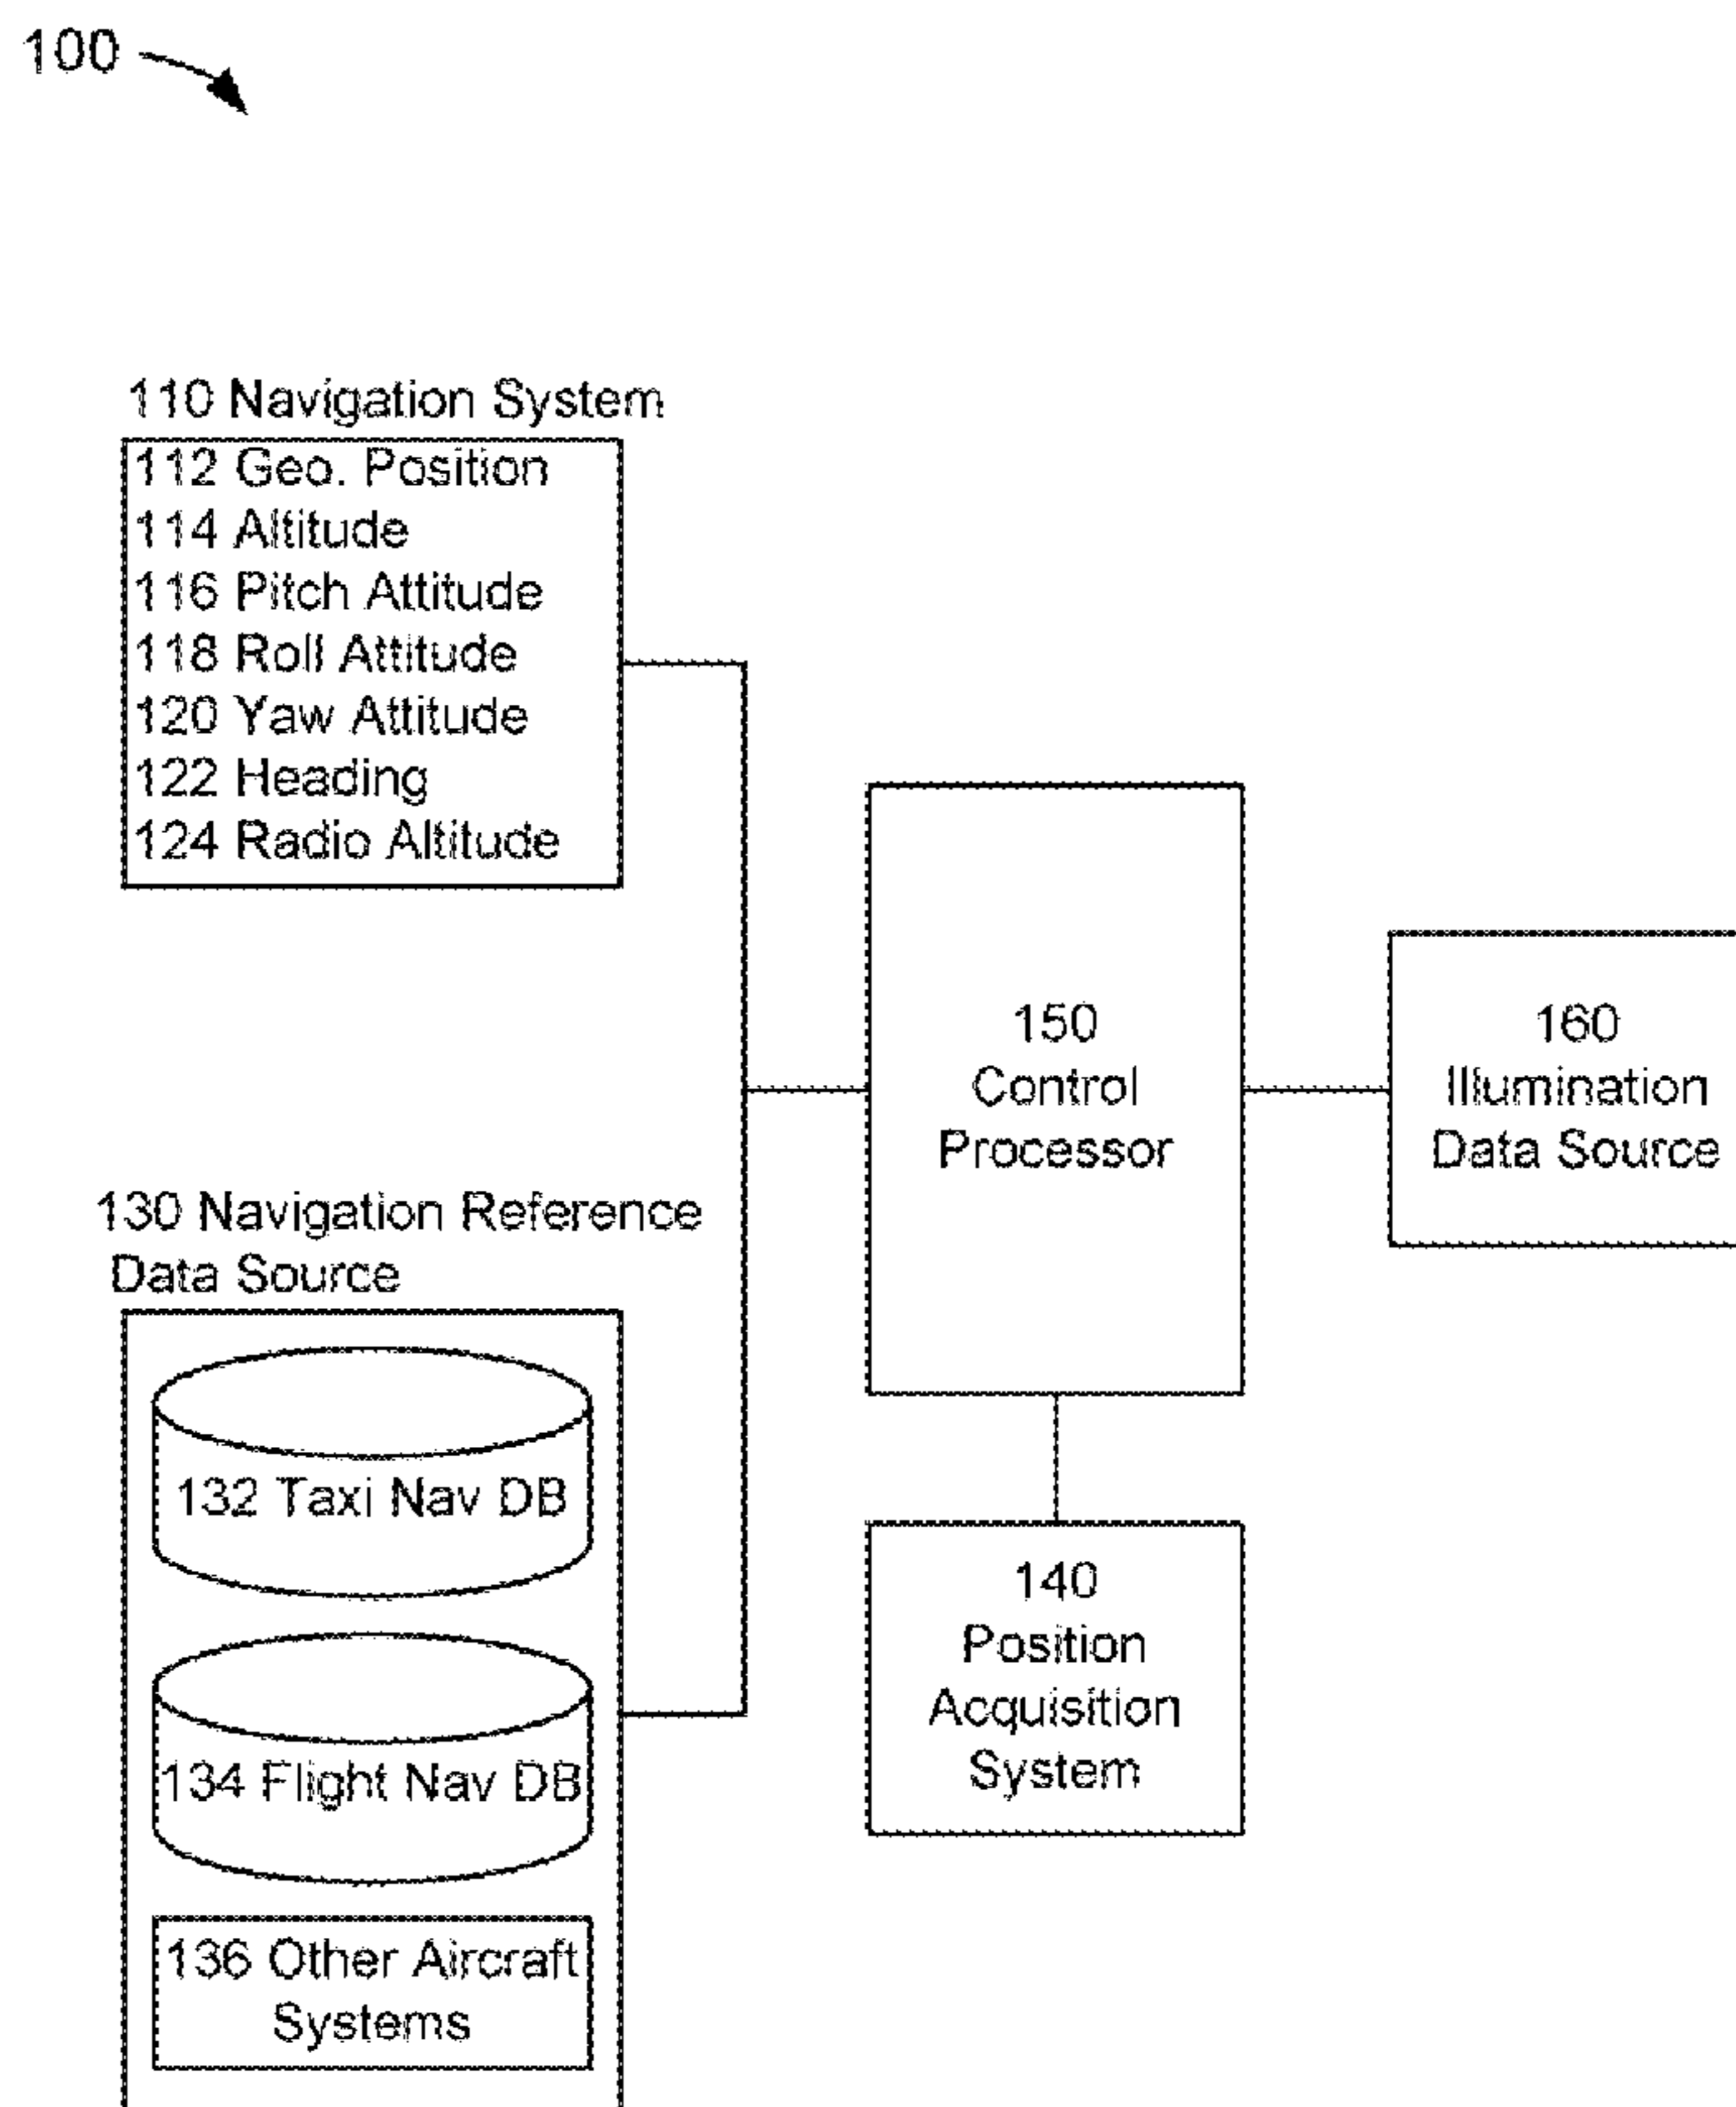 100
110 Navigation System
112 Geo. Position
114 Altitude
116 Pitch Attitude
118 Roll Attitude
120 Yaw Attitude
122 Heading
124 Radio Altitude
130 Navigation Reference
Data Source
132 Taxi Nav DB
134 Flight Nav DB
136 Other Aircraft
Systems
150
Control
Processor
140
Position
Acquisition
System
160
Illumination
Data Source